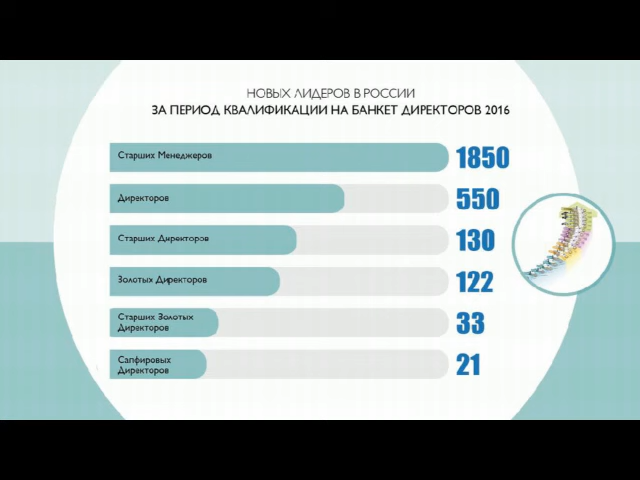 НОВЫХ ЛИДЕРОВ В РОССИИ
ЗА ПЕРИОД КВАЛИФИКАЦИИ НА БАНКЕТ ДИРЕКТОРОВ 2016
Старших Менеджеров 1850
Директоров 550
Старших Директоров 130
Золотых Директоров 122
Старших Золотых
Директоров 33
Сапфировых
Директоров 21